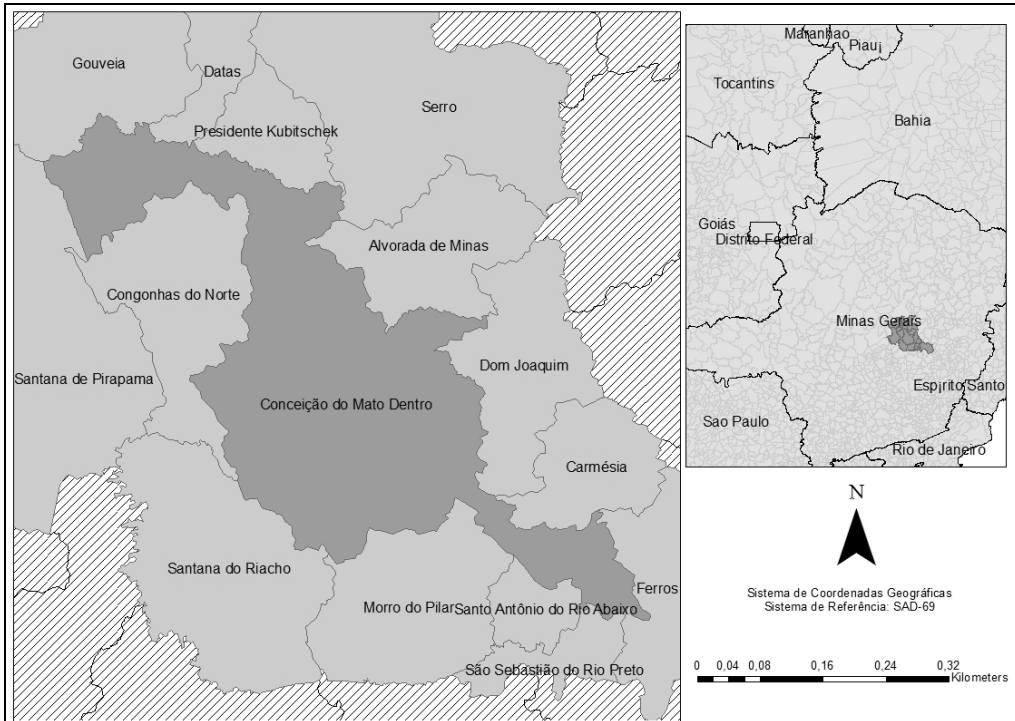 Gouveia
Datas
Serro
Presidente Kubitschek
Alvorada de Minas
Congonhas do Norte
Dom Joaquim
Santana de Pirapama
Conceição do Mato Dentro
Carmésia
Santana do Riacho
Ferros
Morro do Pilar
Santo Antônio do Rio Abaixo
São Sebastião do Rio Preto
Maranhao
Piau¡
Tocantins
Bahia
Goiás
Distrito Federal
Minas Gerais
Esp¡rito Santo
Sao Paulo
Rio de Janeiro
N
Sistema de Coordenadas Geográficas
Sistema de Referência: SAD-69
0 0,04 0,08 0,16 0,24 0,32
Kilometers